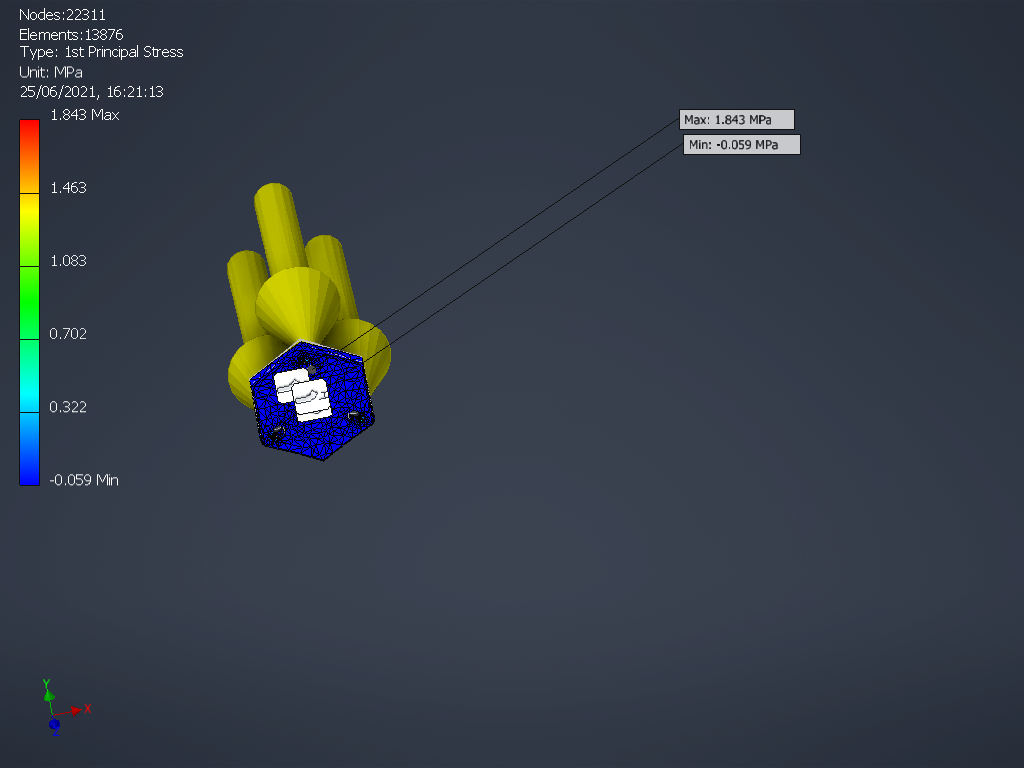 Nodes:22311
Elements:13876
Type: 1st Principal Stress
Unit: MPa
25/06/2021, 16:21:13
1.843 Max
1.463
1.083
0.702
0.322
-0.059 Min
Max: 1.843 MPa
Min: -0.059 MPa
Y
X
Z